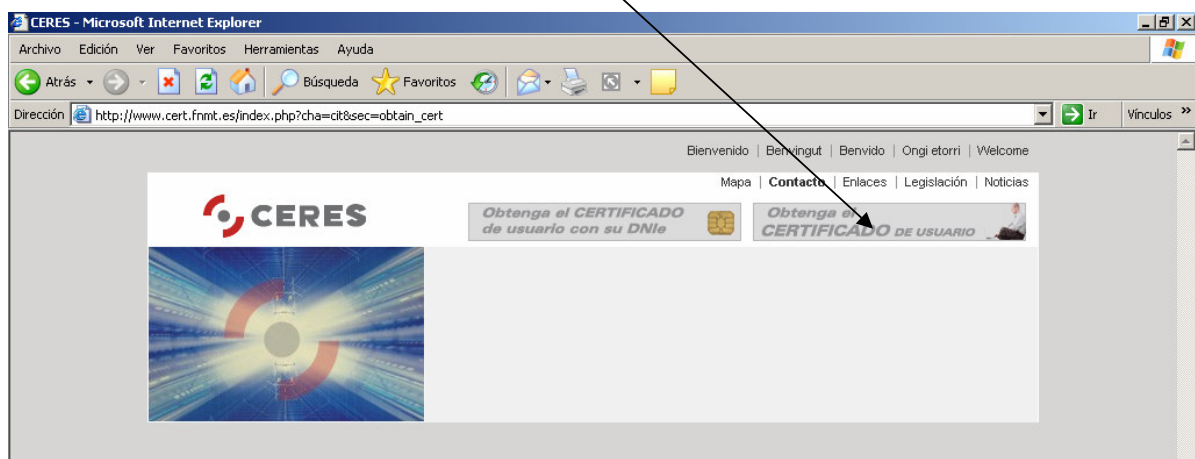 CERES - Microsoft Internet Explorer
Archivo Edición Ver Favoritos Herramientas Ayuda
Atrás Búsqueda Favoritos
Dirección http://www.cert.fnmt.es/index.php?cha=cit&sec=obtain_cert Ir Vínculos »
Bienvenido | Benvingut | Benvido | Ongi etorri | Welcome
Mapa | Contacto | Enlaces | Legislación | Noticias
CERES
Obtenga el CERTIFICADO
de usuario con su DNIe
Obtenga el
CERTIFICADO DE USUARIO